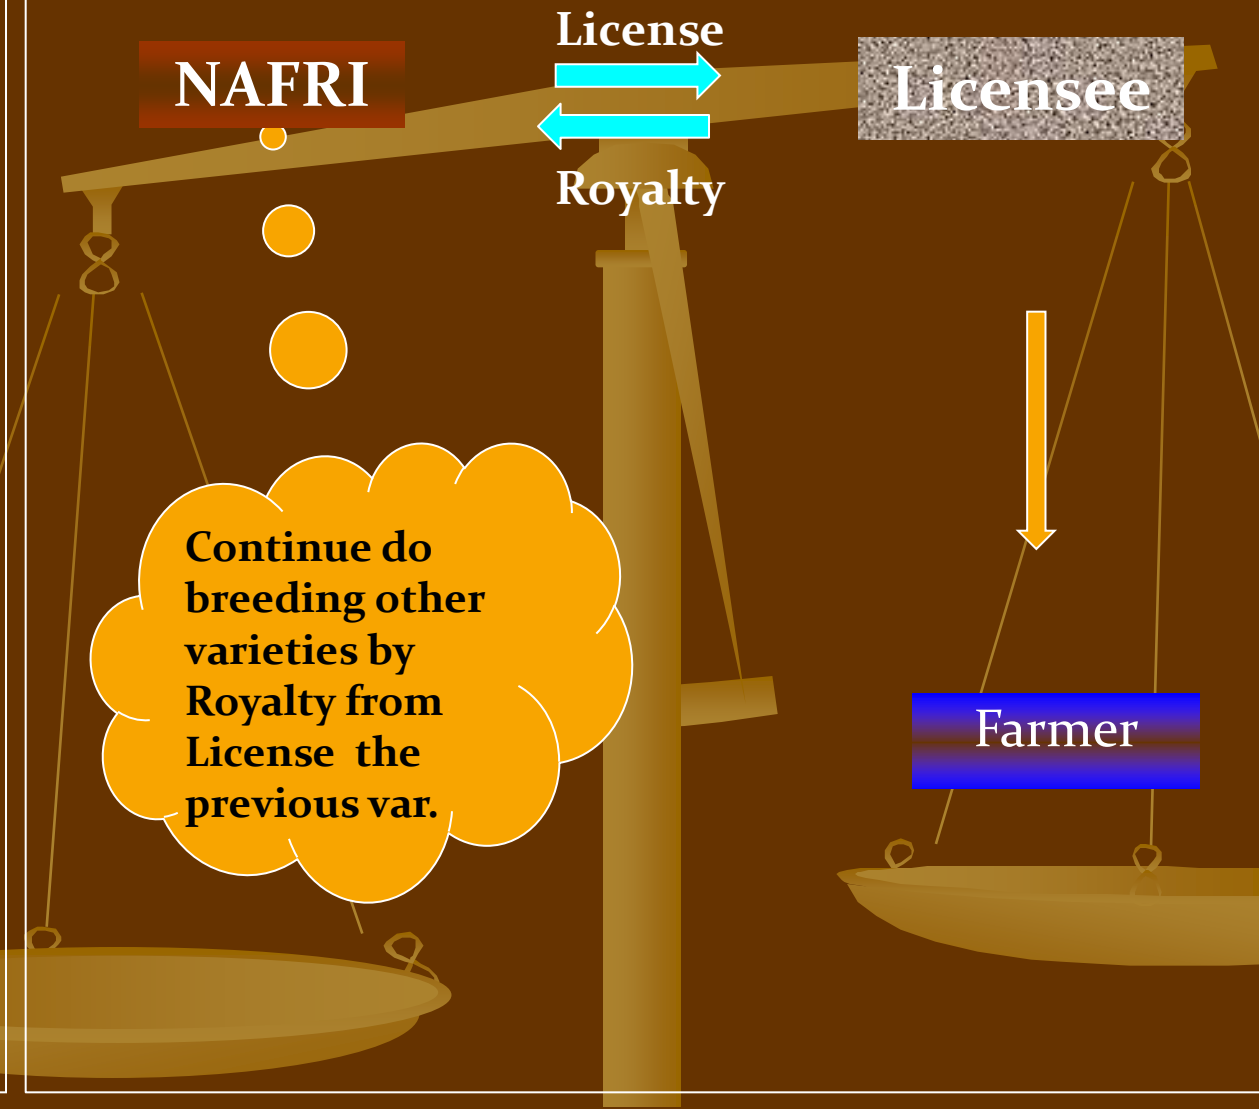 License
NAFRI
Licensee
Royalty
Continue do
breeding other
varieties by
Royalty from
License the
previous var.
Farmer